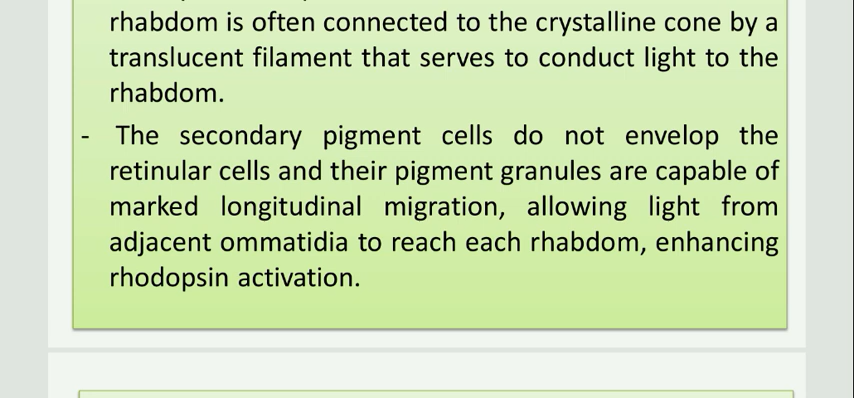 rhabdom is often connected to the crystalline cone by a
translucent filament that serves to conduct light to the
rhabdom.
- The secondary pigment cells do not envelop the
retinular cells and their pigment granules are capable of
marked longitudinal migration, allowing light from
adjacent ommatidia to reach each rhabdom, enhancing
rhodopsin activation.